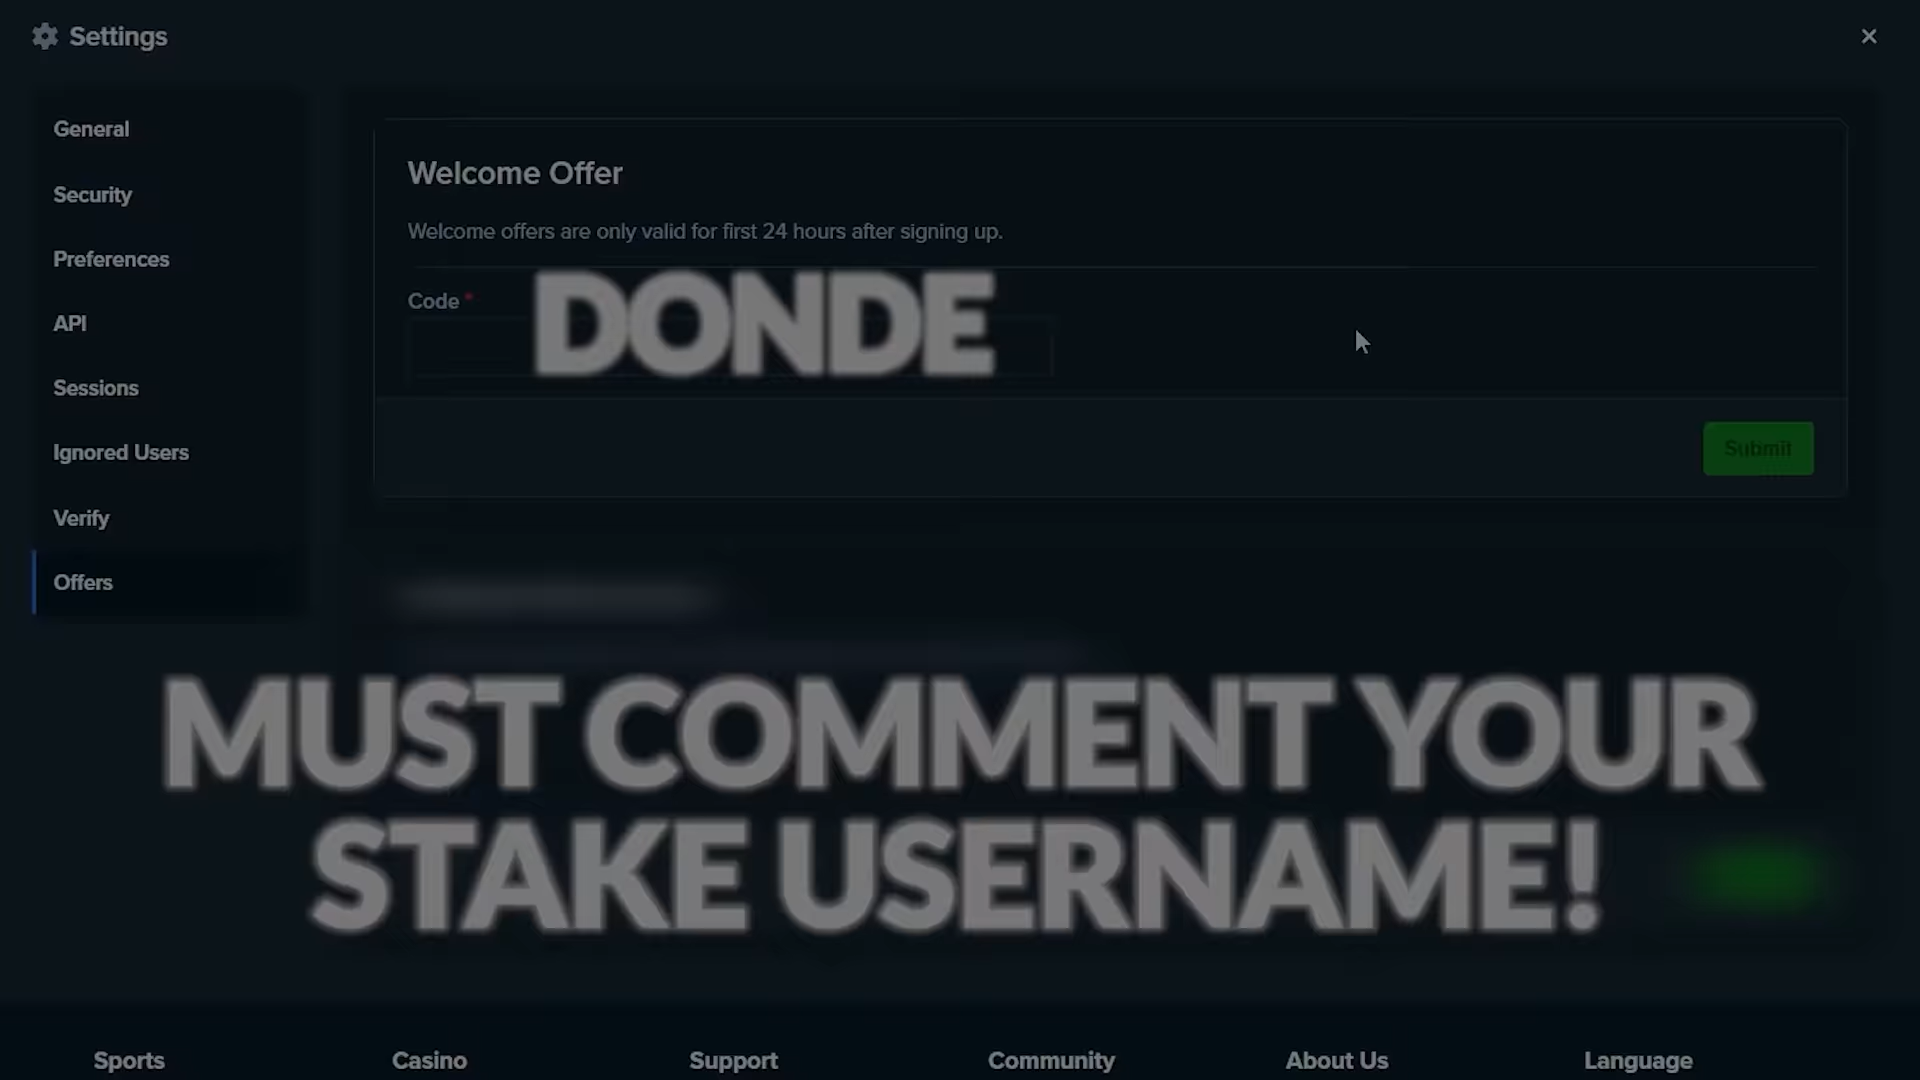 Settings
General
Security
Preferences
API
Sessions
Ignored Users
Verify
Offers
Welcome Offer
Welcome offers are only valid for first 24 hours after signing up.
Code *
DONDE
Submit
MUST COMMENT YOUR
STAKE USERNAME!
Sports
Casino
Support
Community
About Us
Language